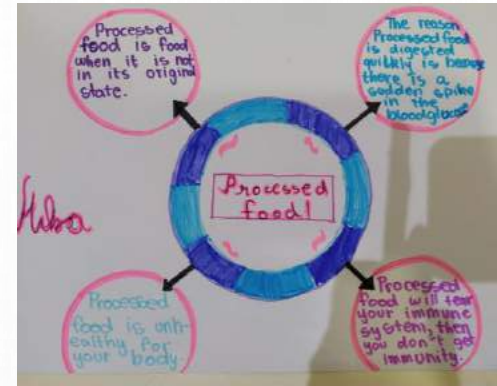 Processed
food is food
when it is not
in its original
state.
The reason
Processed food
is digested
quickly is because
there is a
sudden spike
in the
bloodglucose
Processed
food!
Hiba
Processed
food is unh-
ealthy for
your body.
Processed
food will tear
your immune
system, then
you don't get
immunity.